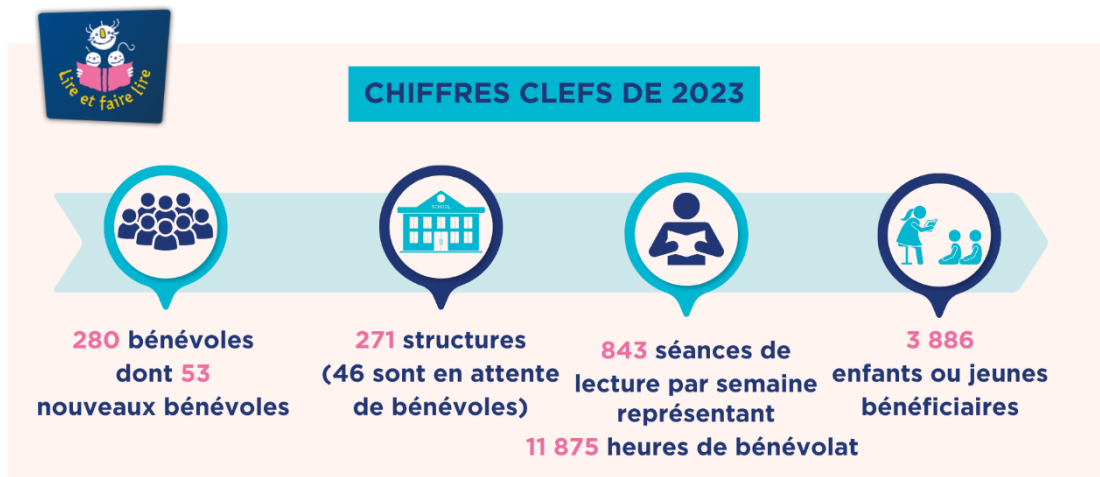 Lire et faire lire
CHIFFRES CLEFS DE 2023
SCHOOL
280 bénévoles
dont 53
nouveaux bénévoles
271 structures
(46 sont en attente
de bénévoles)
843 séances de
lecture par semaine
représentant
11 875 heures de bénévolat
3 886
enfants ou jeunes
bénéficiaires